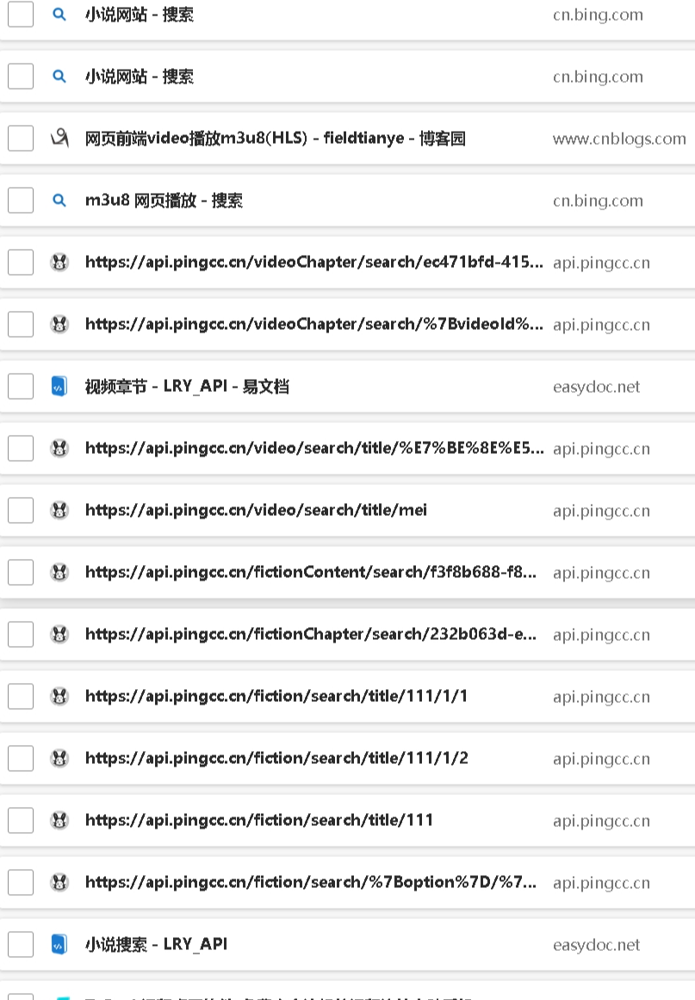 小说网站 - 搜索 cn.bing.com
小说网站 - 搜索 cn.bing.com
网页前端video播放m3u8(HLS) - fieldtianye - 博客园 www.cnblogs.com
m3u8 网页播放 - 搜索 cn.bing.com
https://api.pingcc.cn/videoChapter/search/ec471bfd-415... api.pingcc.cn
https://api.pingcc.cn/videoChapter/search/%7BvideoId%... api.pingcc.cn
视频章节 - LRY_API - 易文档 easydoc.net
https://api.pingcc.cn/video/search/title/%E7%BE%8E%E5... api.pingcc.cn
https://api.pingcc.cn/video/search/title/mei api.pingcc.cn
https://api.pingcc.cn/fictionContent/search/f3f8b688-f8... api.pingcc.cn
https://api.pingcc.cn/fictionChapter/search/232b063d-e... api.pingcc.cn
https://api.pingcc.cn/fiction/search/title/111/1/1 api.pingcc.cn
https://api.pingcc.cn/fiction/search/title/111/1/2 api.pingcc.cn
https://api.pingcc.cn/fiction/search/title/111 api.pingcc.cn
https://api.pingcc.cn/fiction/search/%7Boption%7D/%7... api.pingcc.cn
小说搜索 - LRY_API easydoc.net